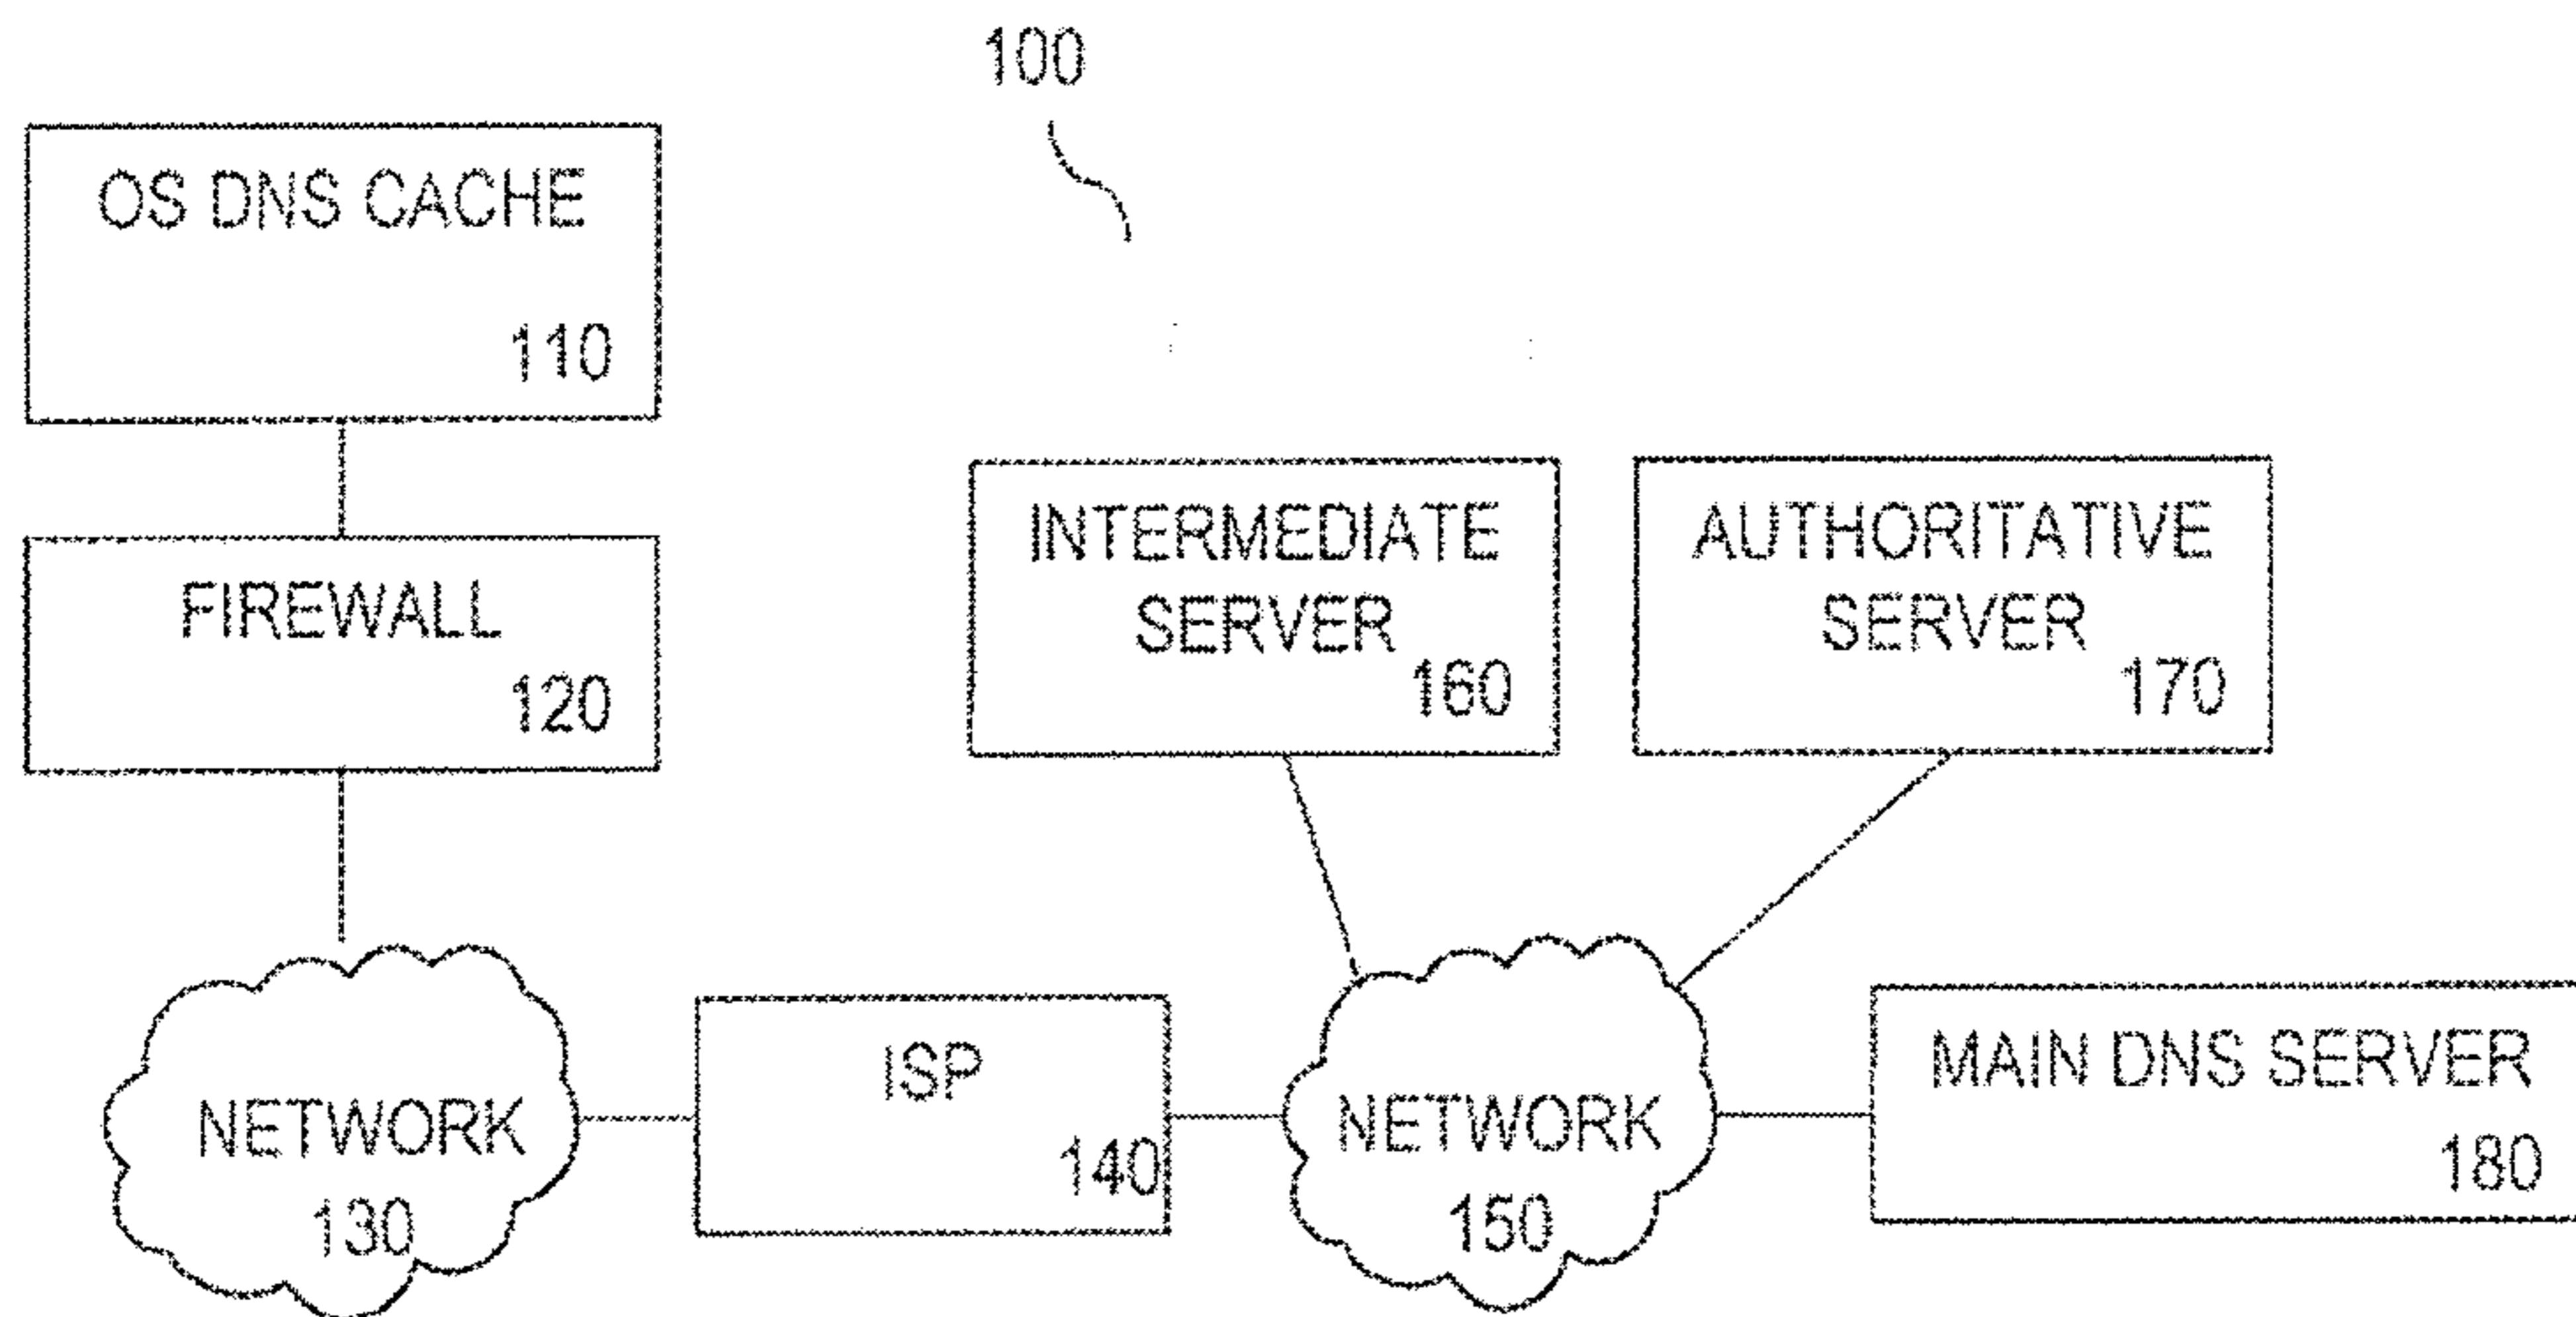 100
OS DNS CACHE
110
FIREWALL
120
INTERMEDIATE
SERVER
160
AUTHORITATIVE
SERVER
170
NETWORK
130
ISP
140
NETWORK
150
MAIN DNS SERVER
180